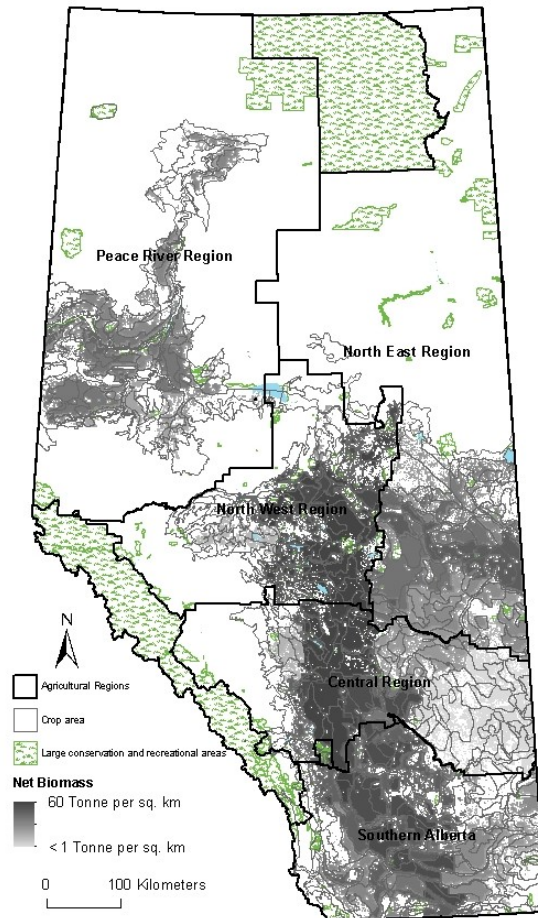 Peace River Region
North East Region
North West Region
N
Central Region
Agricultural Regions
Crop area
Large conservation and recreational areas
Net Biomass
60 Tonne per sq. km
< 1 Tonne per sq. km
Southern Alberta
0 100 Kilometers